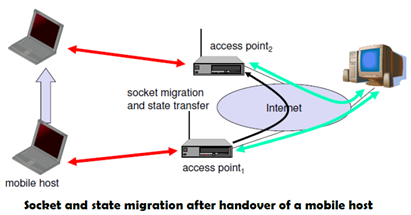 access point2
socket migration
and state transfer
Internet
mobile host
access point1
Socket and state migration after handover of a mobile host